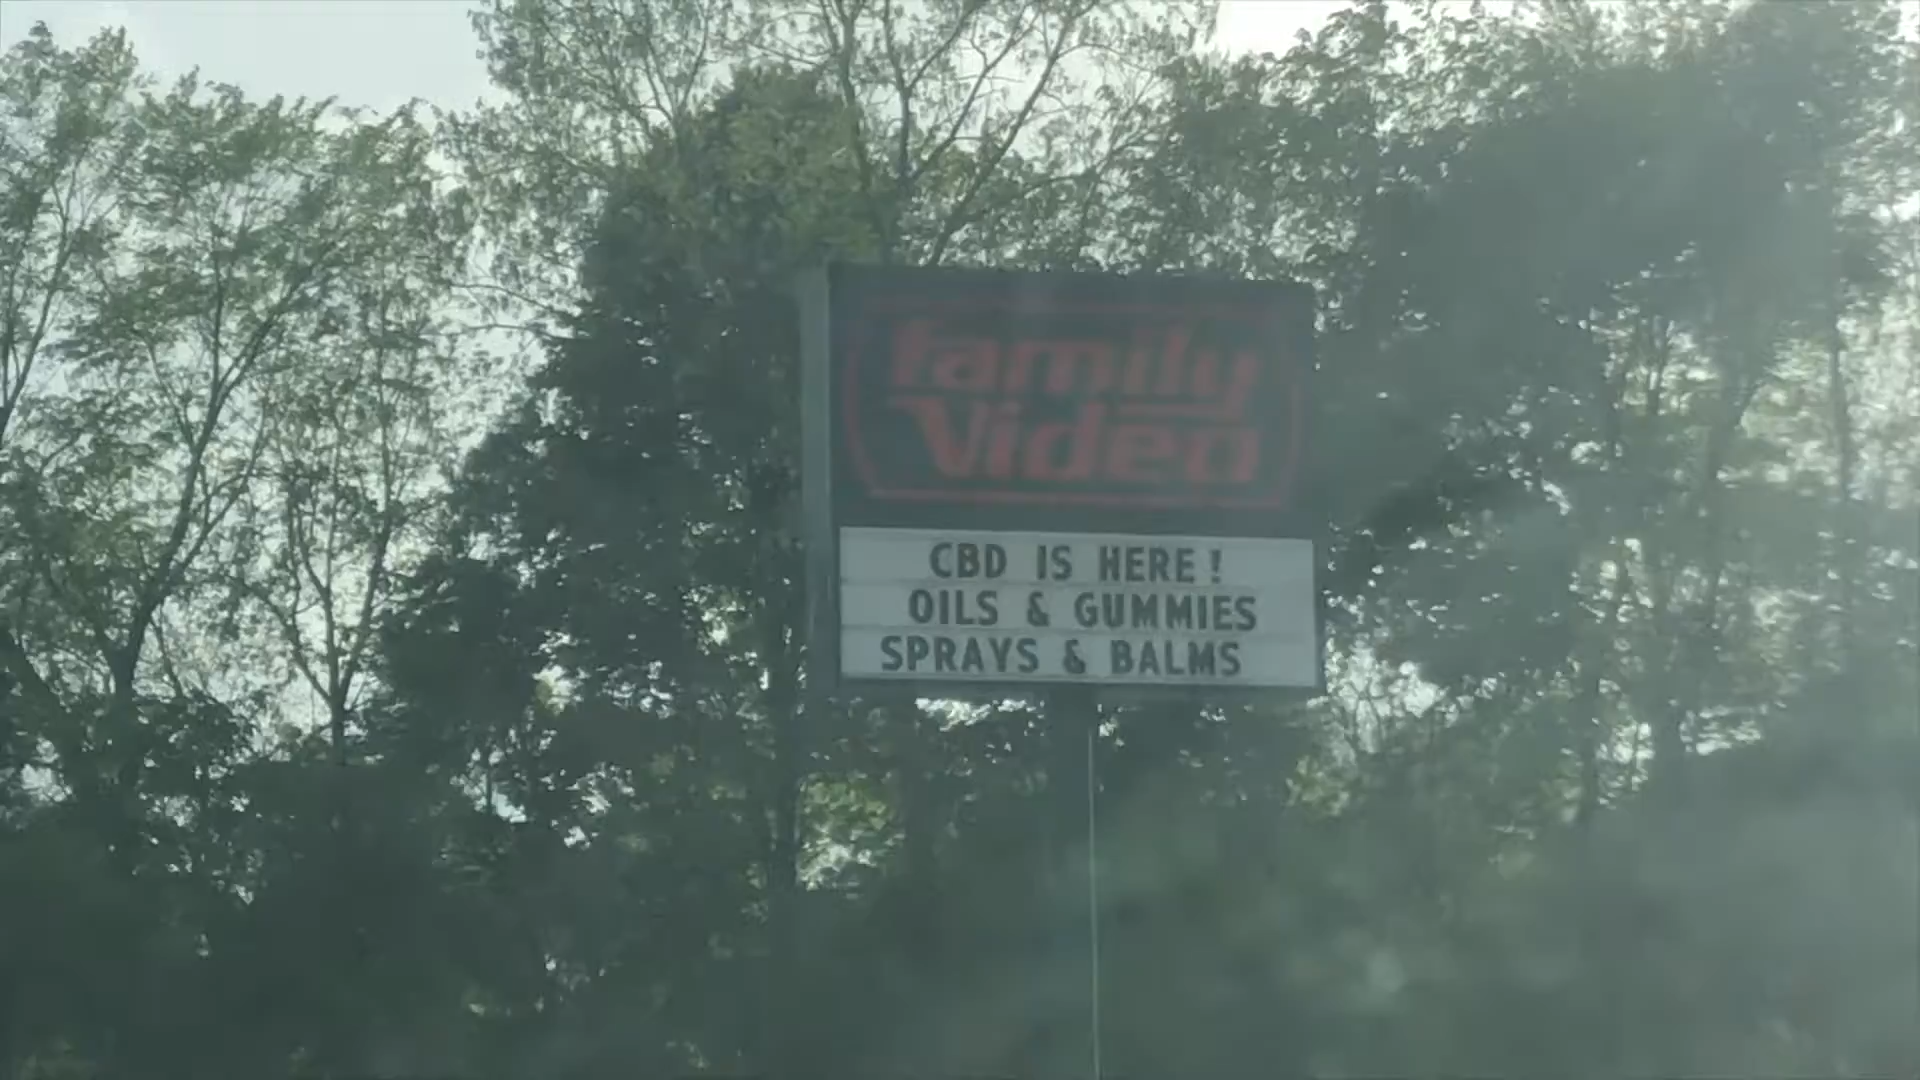 family
Video
CBD IS HERE!
OILS & GUMMIES
SPRAYS & BALMS